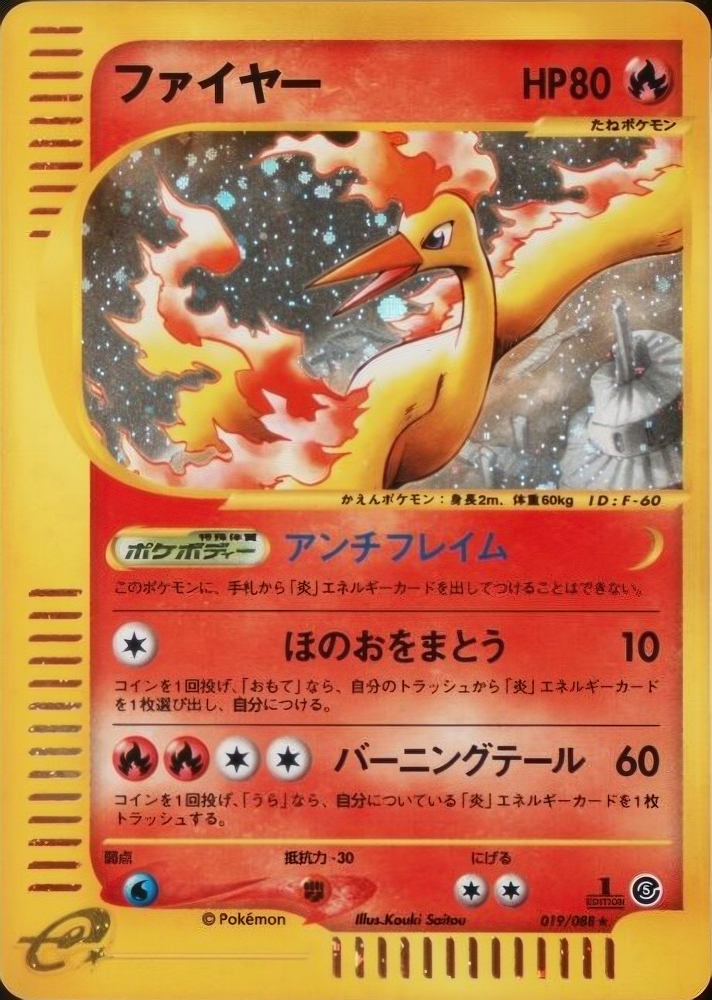 ファイヤー HP80
たねポケモン
かえんポケモン：身長2m、体重60kg ID：F-60
特殊体質
ポケボディー アンチフレイム
このポケモンに、手札から「炎」エネルギーカードを出してつけることはできない。
ほのおをまとう 10
コインを1回投げ、「おもて」なら、自分のトラッシュから「炎」エネルギーカード
を1枚選び出し、自分につける。
バーニングテール 60
コインを1回投げ、「うら」なら、自分についている「炎」エネルギーカードを1枚
トラッシュする。
弱点 抵抗力 -30 にげる
1
EDITION
S
©Pokémon Illus.Kouki Saitou 019/088★
e